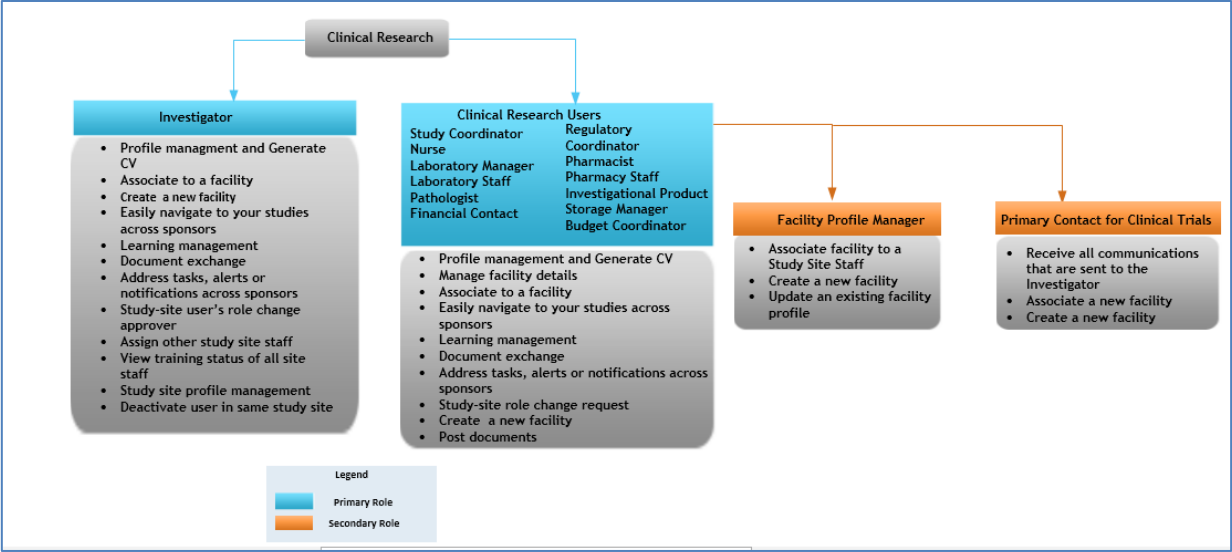 Clinical Research
Investigator
• Profile managment and Generate
CV
• Associate to a facility
• Create a new facility
• Easily navigate to your studies
across sponsors
• Learning management
• Document exchange
• Address tasks, alerts or
notifications across sponsors
• Study-site user's role change
approver
• Assign other study site staff
• View training status of all site
staff
• Study site profile management
• Deactivate user in same study site
Clinical Research Users
Study Coordinator
Nurse
Laboratory Manager
Laboratory Staff
Pathologist
Financial Contact
Regulatory
Coordinator
Pharmacist
Pharmacy Staff
Investigational Product
Storage Manager
Budget Coordinator
• Profile management and Generate CV
• Manage facility details
• Associate to a facility
• Easily navigate to your studies across
sponsors
• Learning management
• Document exchange
• Address tasks, alerts or notifications across
sponsors
• Study-site role change request
• Create a new facility
• Post documents
Facility Profile Manager
• Associate facility to a
Study Site Staff
• Create a new facility
• Update an existing facility
profile
Primary Contact for Clinical Trials
• Receive all communications
that are sent to the
Investigator
• Associate a new facility
• Create a new facility
Legend
Primary Role
Secondary Role